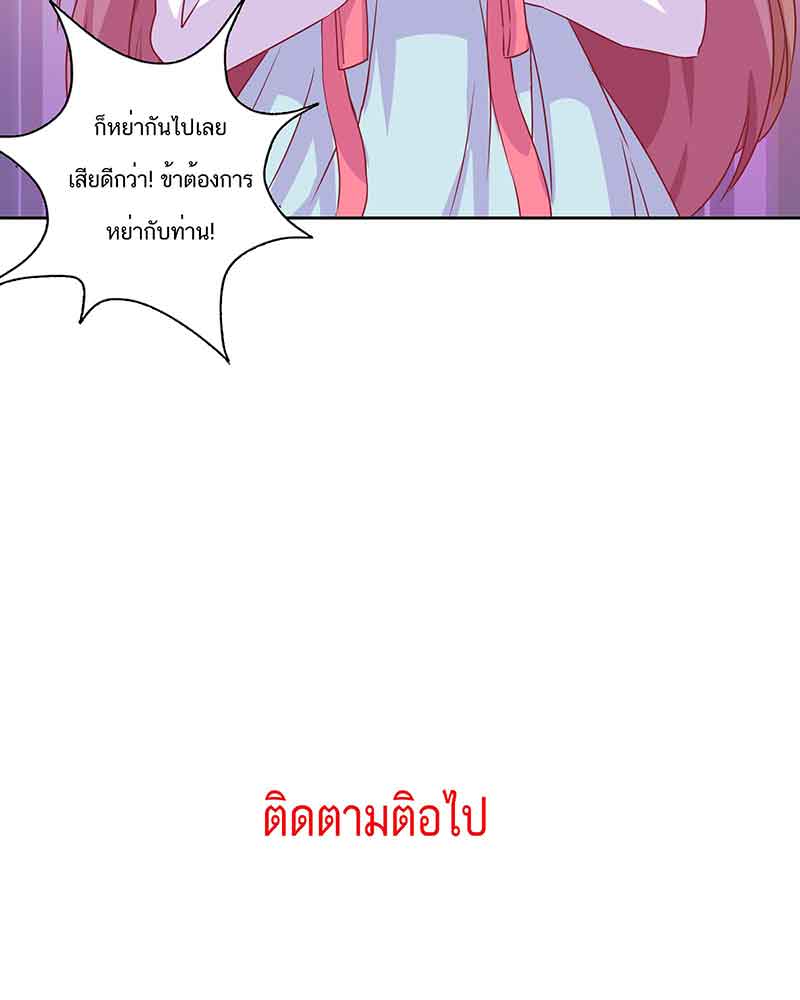 ก็หย่ากันไปเลย
เสียดีกว่า! ข้าต้องการ
หย่ากับท่าน!
ติดตามติอไป